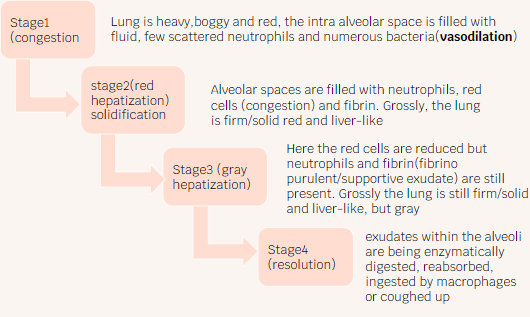 Stage1
(congestion
Lung is heavy,boggy and red, the intra alveolar space is filled with
fluid, few scattered neutrophils and numerous bacteria(vasodilation)
stage2(red
hepatization)
solidification
Alveolar spaces are filled with neutrophils, red
cells (congestion) and fibrin. Grossly, the lung
is firm/solid red and liver-like
Stage3 (gray
hepatization)
Here the red cells are reduced but
neutrophils and fibrin(fibrino
purulent/supportive exudate) are still
present. Grossly the lung is still firm/solid
and liver-like, but gray
Stage4
(resolution)
exudates within the alveoli
are being enzymatically
digested, reabsorbed,
ingested by macrophages
or coughed up